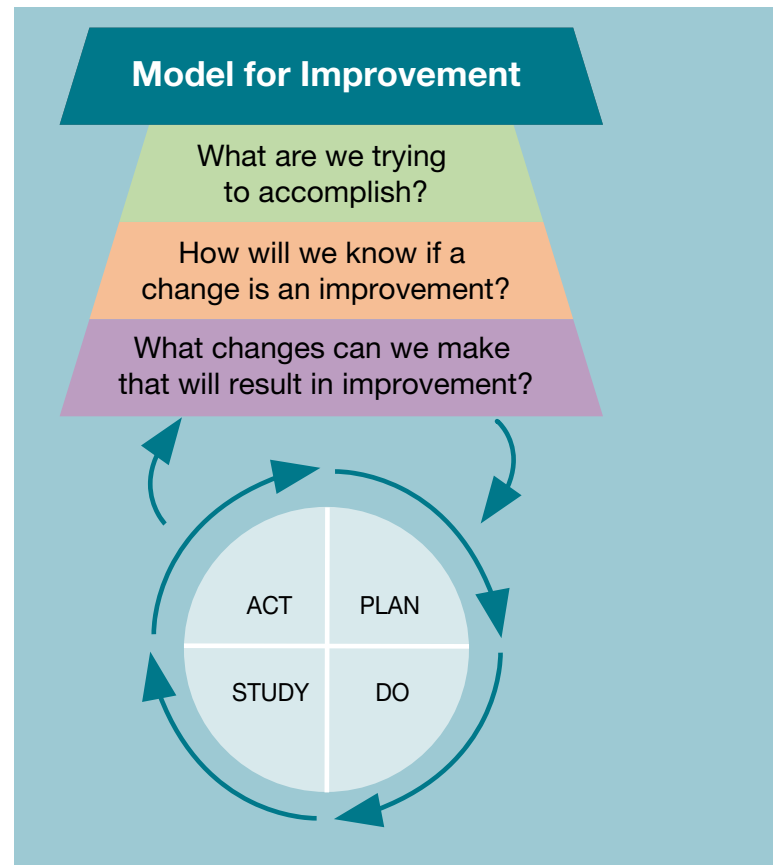 Model for Improvement
What are we trying
to accomplish?
How will we know if a
change is an improvement?
What changes can we make
that will result in improvement?
ACT
PLAN
STUDY
DO